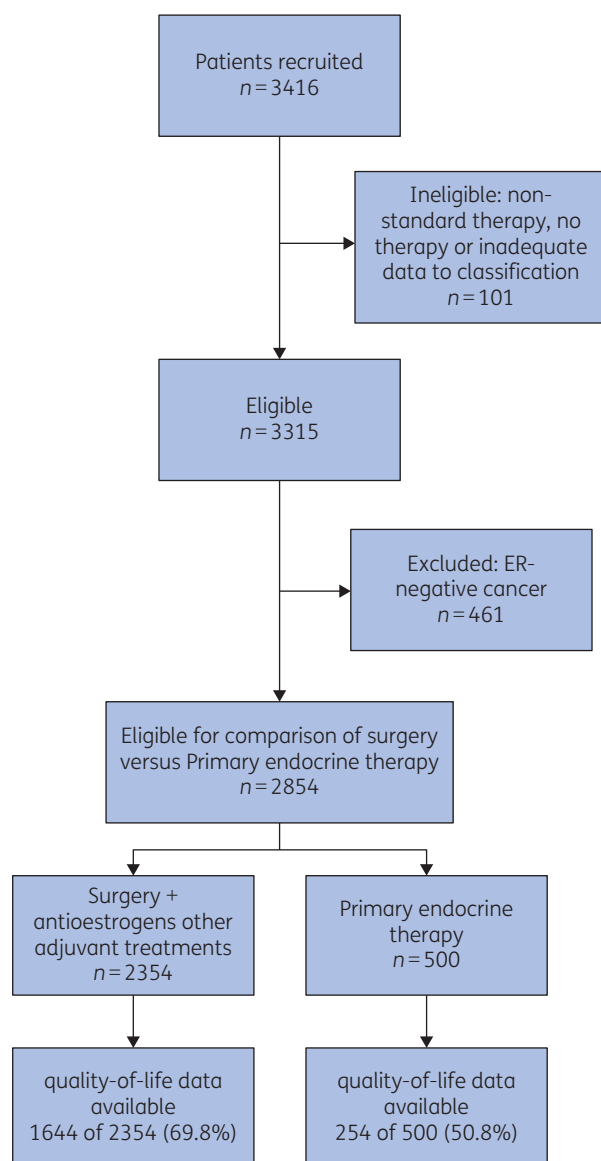 Patients recruited
n = 3416
Ineligible: non-
standard therapy, no
therapy or inadequate
data to classification
n = 101
Eligible
n = 3315
Excluded: ER-
negative cancer
n = 461
Eligible for comparison of surgery
versus Primary endocrine therapy
n = 2854
Surgery +
antioestrogens other
adjuvant treatments
n = 2354
Primary endocrine
therapy
n = 500
quality-of-life data
available
1644 of 2354 (69.8%)
quality-of-life data
available
254 of 500 (50.8%)